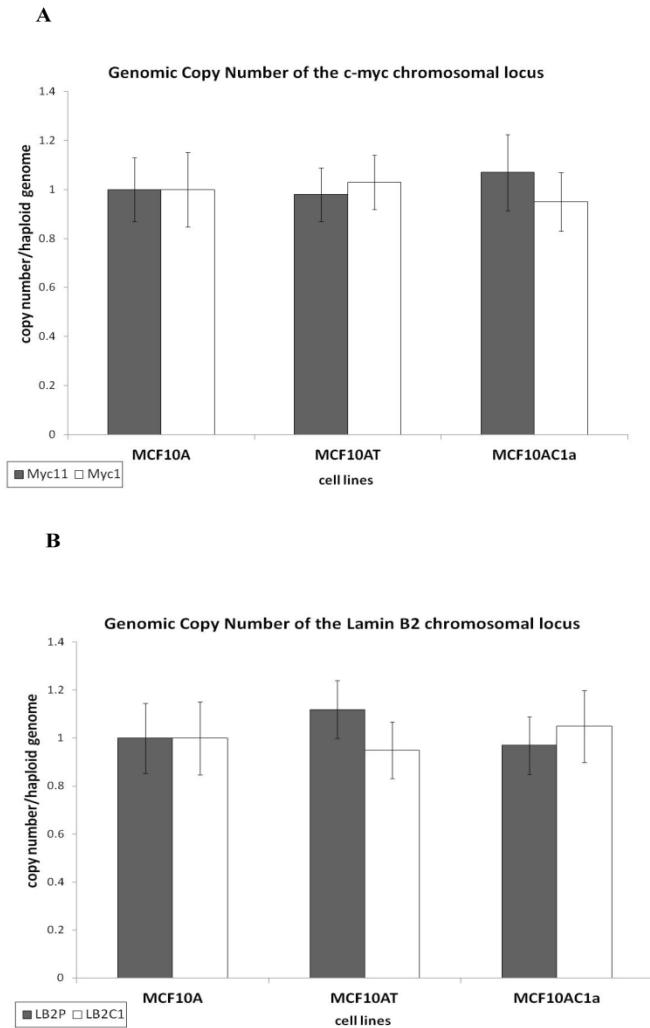 A
Genomic Copy Number of the c-myc chromosomal locus
copy number/haploid genome
1.4
1.2
1
0.8
0.6
0.4
0.2
0
MCF10A MCF10AT MCF10AC1a
cell lines
Myc11 Myc1
B
Genomic Copy Number of the Lamin B2 chromosomal locus
copy number/haploid genome
1.4
1.2
1
0.8
0.6
0.4
0.2
0
MCF10A MCF10AT MCF10AC1a
cell lines
LB2P LB2C1